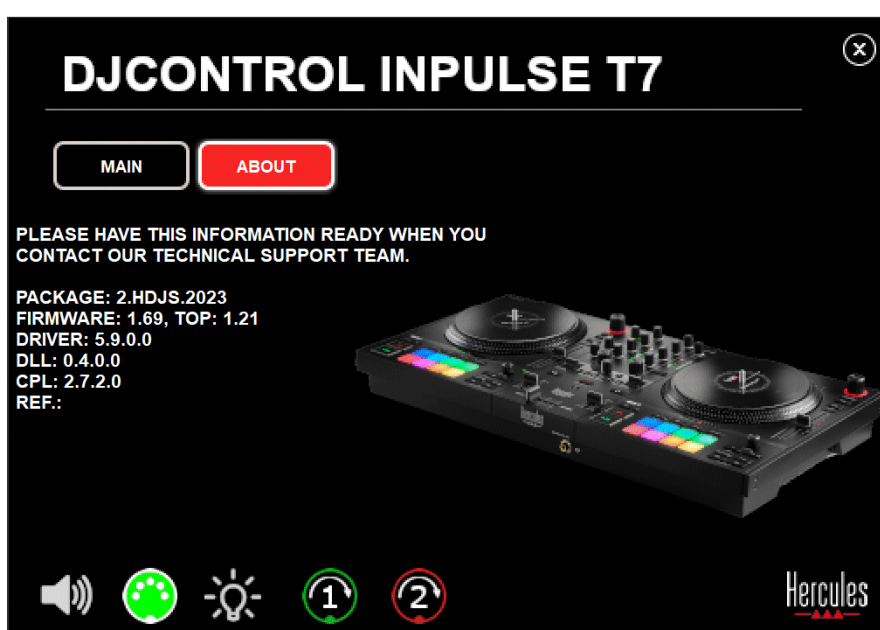 DJCONTROL INPULSE T7
MAIN
ABOUT
PLEASE HAVE THIS INFORMATION READY WHEN YOU
CONTACT OUR TECHNICAL SUPPORT TEAM.
PACKAGE: 2.HDJS.2023
FIRMWARE: 1.69, TOP: 1.21
DRIVER: 5.9.0.0
DLL: 0.4.0.0
CPL: 2.7.2.0
REF.:
1
2
Hercules